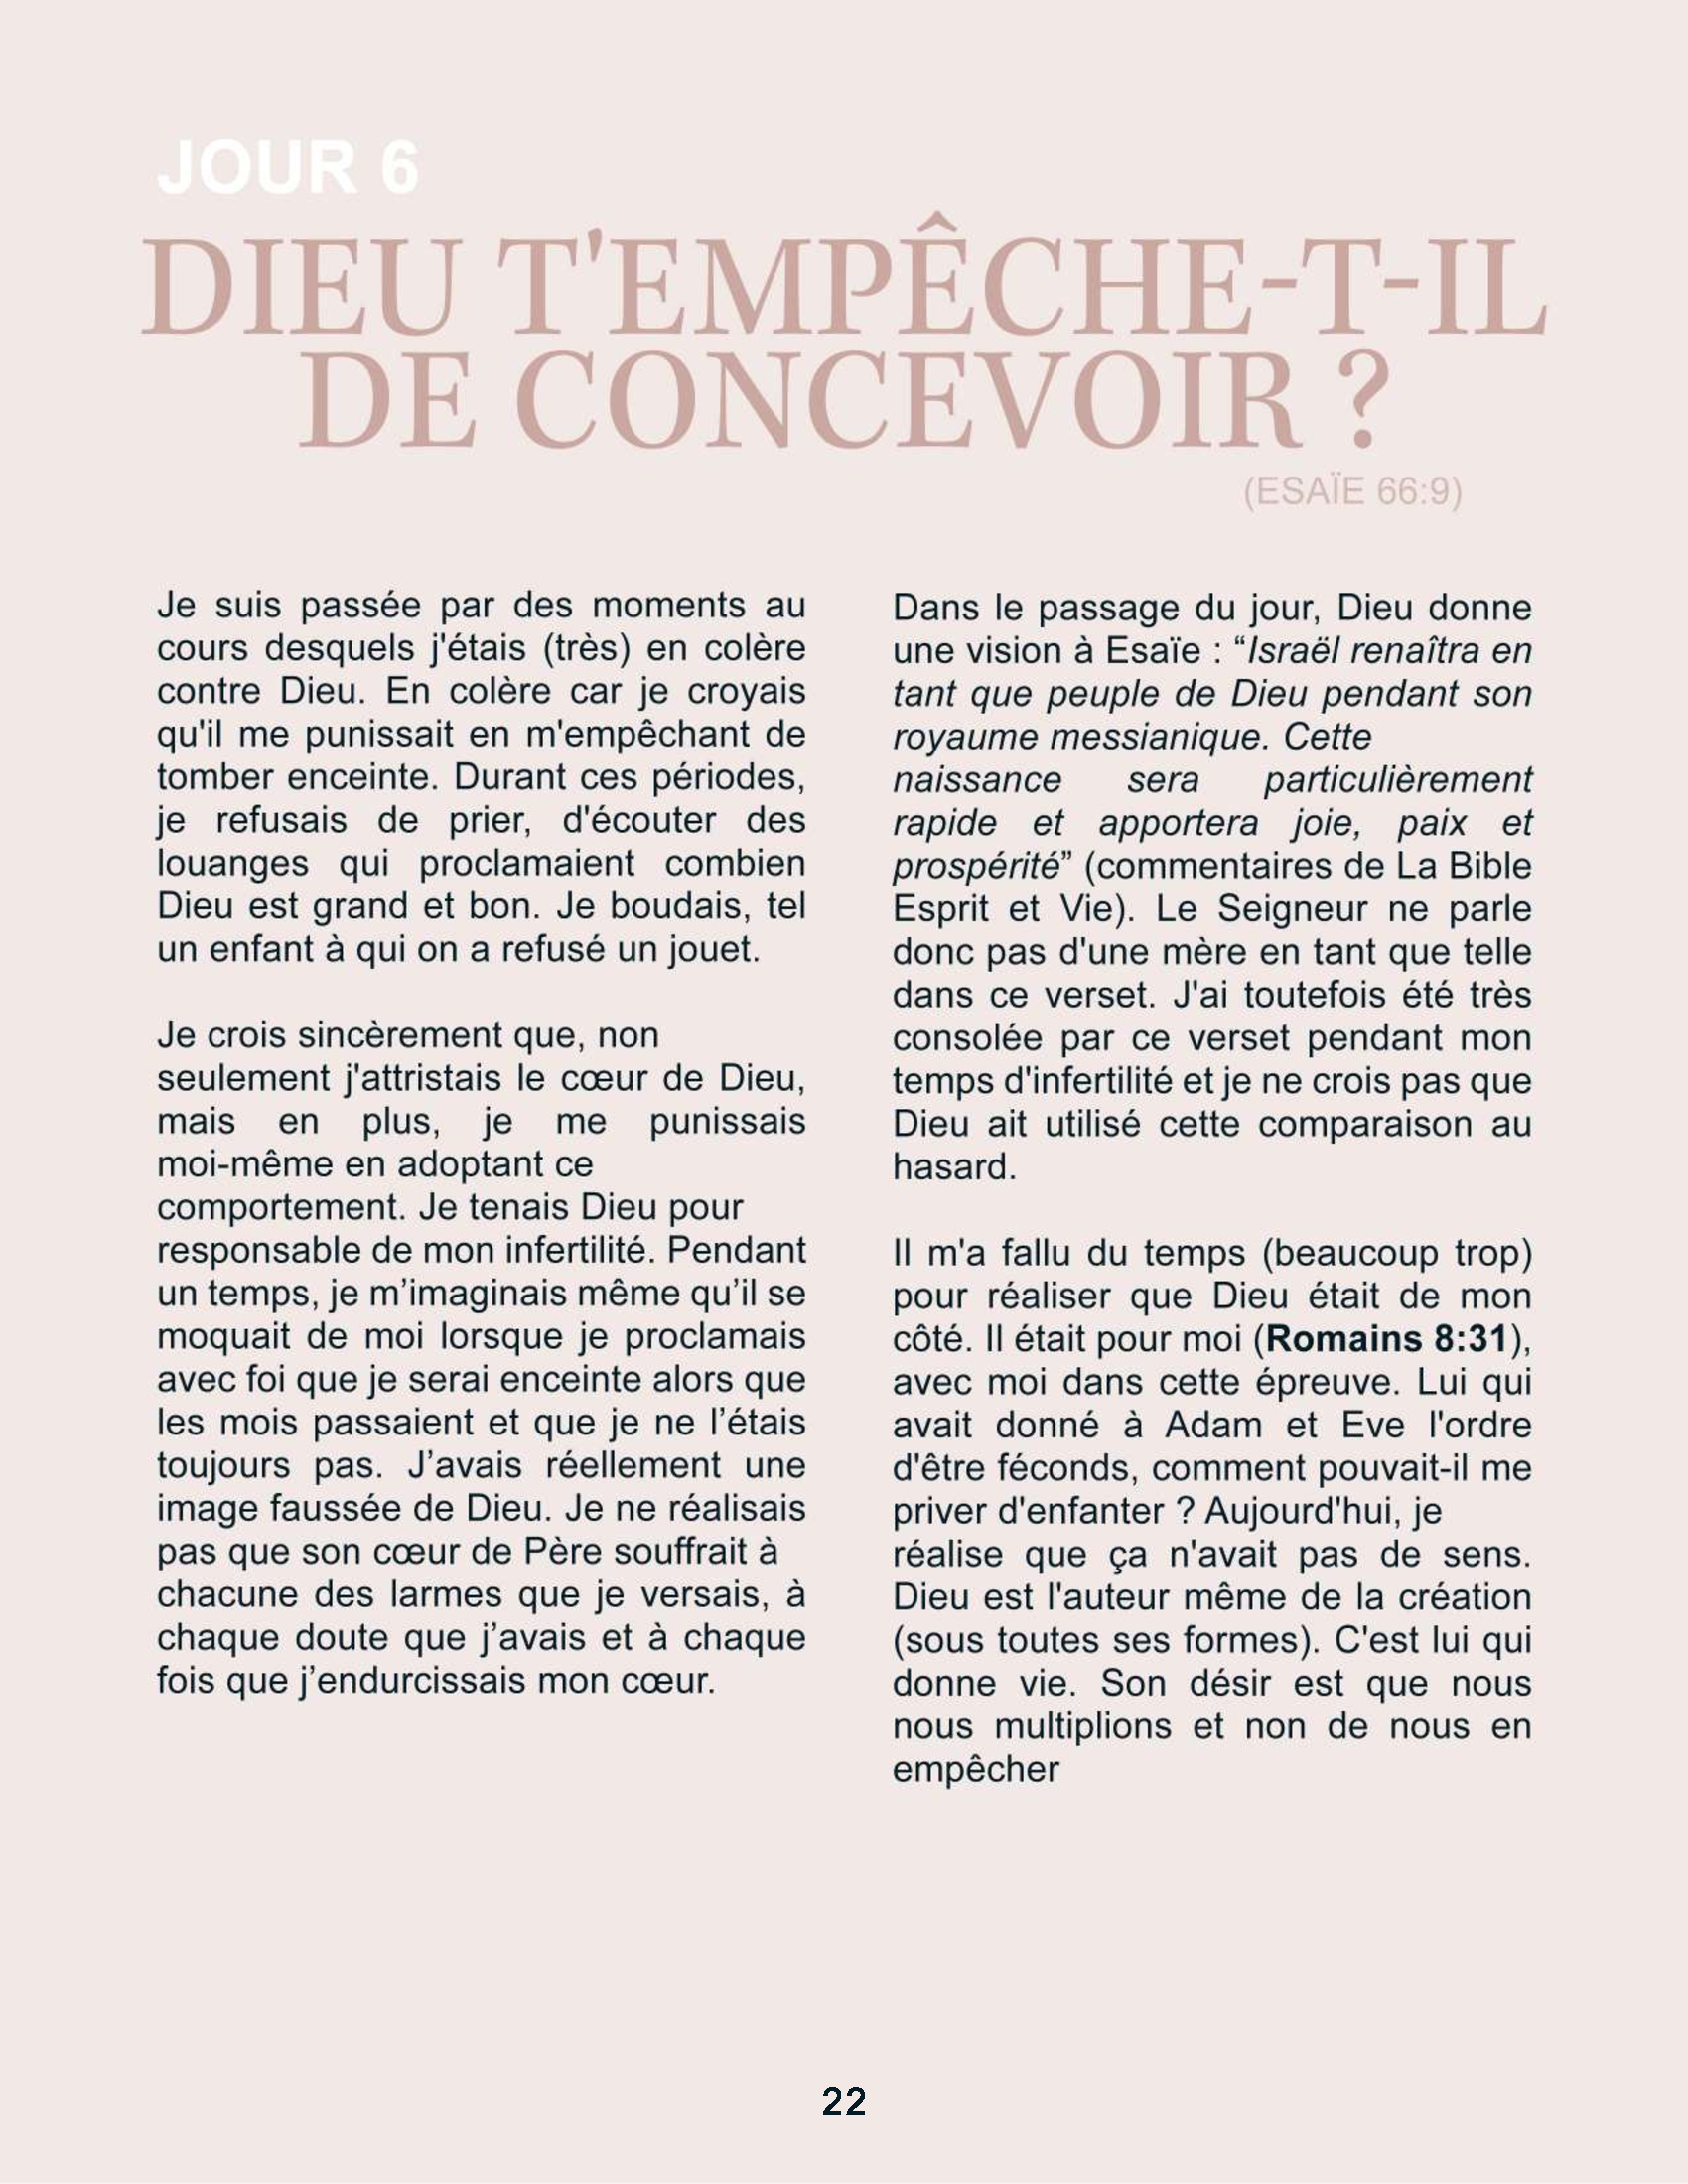 JOUR 6
DIEU T'EMPÊCHE-T-IL
DE CONCEVOIR ?
(ESAÏE 66:9)
Je suis passée par des moments au
cours desquels j'étais (très) en colère
contre Dieu. En colère car je croyais
qu'il me punissait en m'empêchant de
tomber enceinte. Durant ces périodes,
je refusais de prier, d'écouter des
louanges qui proclamaient combien
Dieu est grand et bon. Je boudais, tel
un enfant à qui on a refusé un jouet.
Je crois sincèrement que, non
seulement j'attristais le cœur de Dieu,
mais en plus, je me punissais
moi-même en adoptant ce
comportement. Je tenais Dieu pour
responsable de mon infertilité. Pendant
un temps, je m’imaginais même qu’il se
moquait de moi lorsque je proclamais
avec foi que je serai enceinte alors que
les mois passaient et que je ne l’étais
toujours pas. J’avais réellement une
image faussée de Dieu. Je ne réalisais
pas que son cœur de Père souffrait à
chacune des larmes que je versais, à
chaque doute que j’avais et à chaque
fois que j’endurcissais mon cœur.
Dans le passage du jour, Dieu donne
une vision à Esaïe : “Israël renaîtra en
tant que peuple de Dieu pendant son
royaume messianique. Cette
naissance sera particulièrement
rapide et apportera joie, paix et
prospérité” (commentaires de La Bible
Esprit et Vie). Le Seigneur ne parle
donc pas d'une mère en tant que telle
dans ce verset. J'ai toutefois été très
consolée par ce verset pendant mon
temps d'infertilité et je ne crois pas que
Dieu ait utilisé cette comparaison au
hasard.
Il m'a fallu du temps (beaucoup trop)
pour réaliser que Dieu était de mon
côté. Il était pour moi (Romains 8:31),
avec moi dans cette épreuve. Lui qui
avait donné à Adam et Eve l'ordre
d'être féconds, comment pouvait-il me
priver d'enfanter ? Aujourd'hui, je
réalise que ça n'avait pas de sens.
Dieu est l'auteur même de la création
(sous toutes ses formes). C'est lui qui
donne vie. Son désir est que nous
nous multiplions et non de nous en
empêcher
22